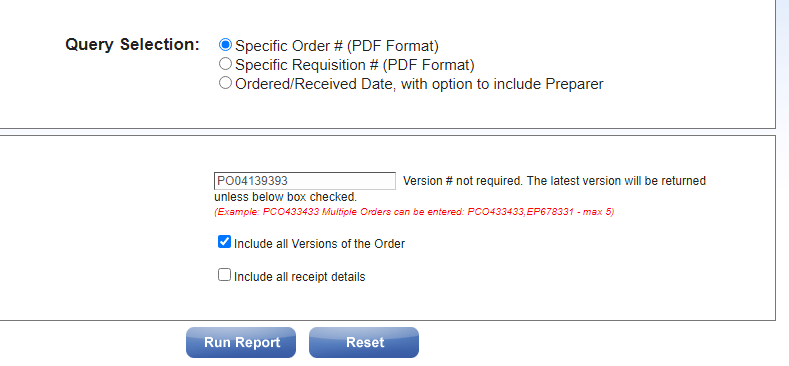 Query Selection:
Specific Order # (PDF Format)
Specific Requisition # (PDF Format)
Ordered/Received Date, with option to include Preparer
PO04139393 Version # not required. The latest version will be returned
unless below box checked.
(Example: PCO433433 Multiple Orders can be entered: PCO433433,EP678331 - max 5)
Include all Versions of the Order
Include all receipt details
Run Report
Reset